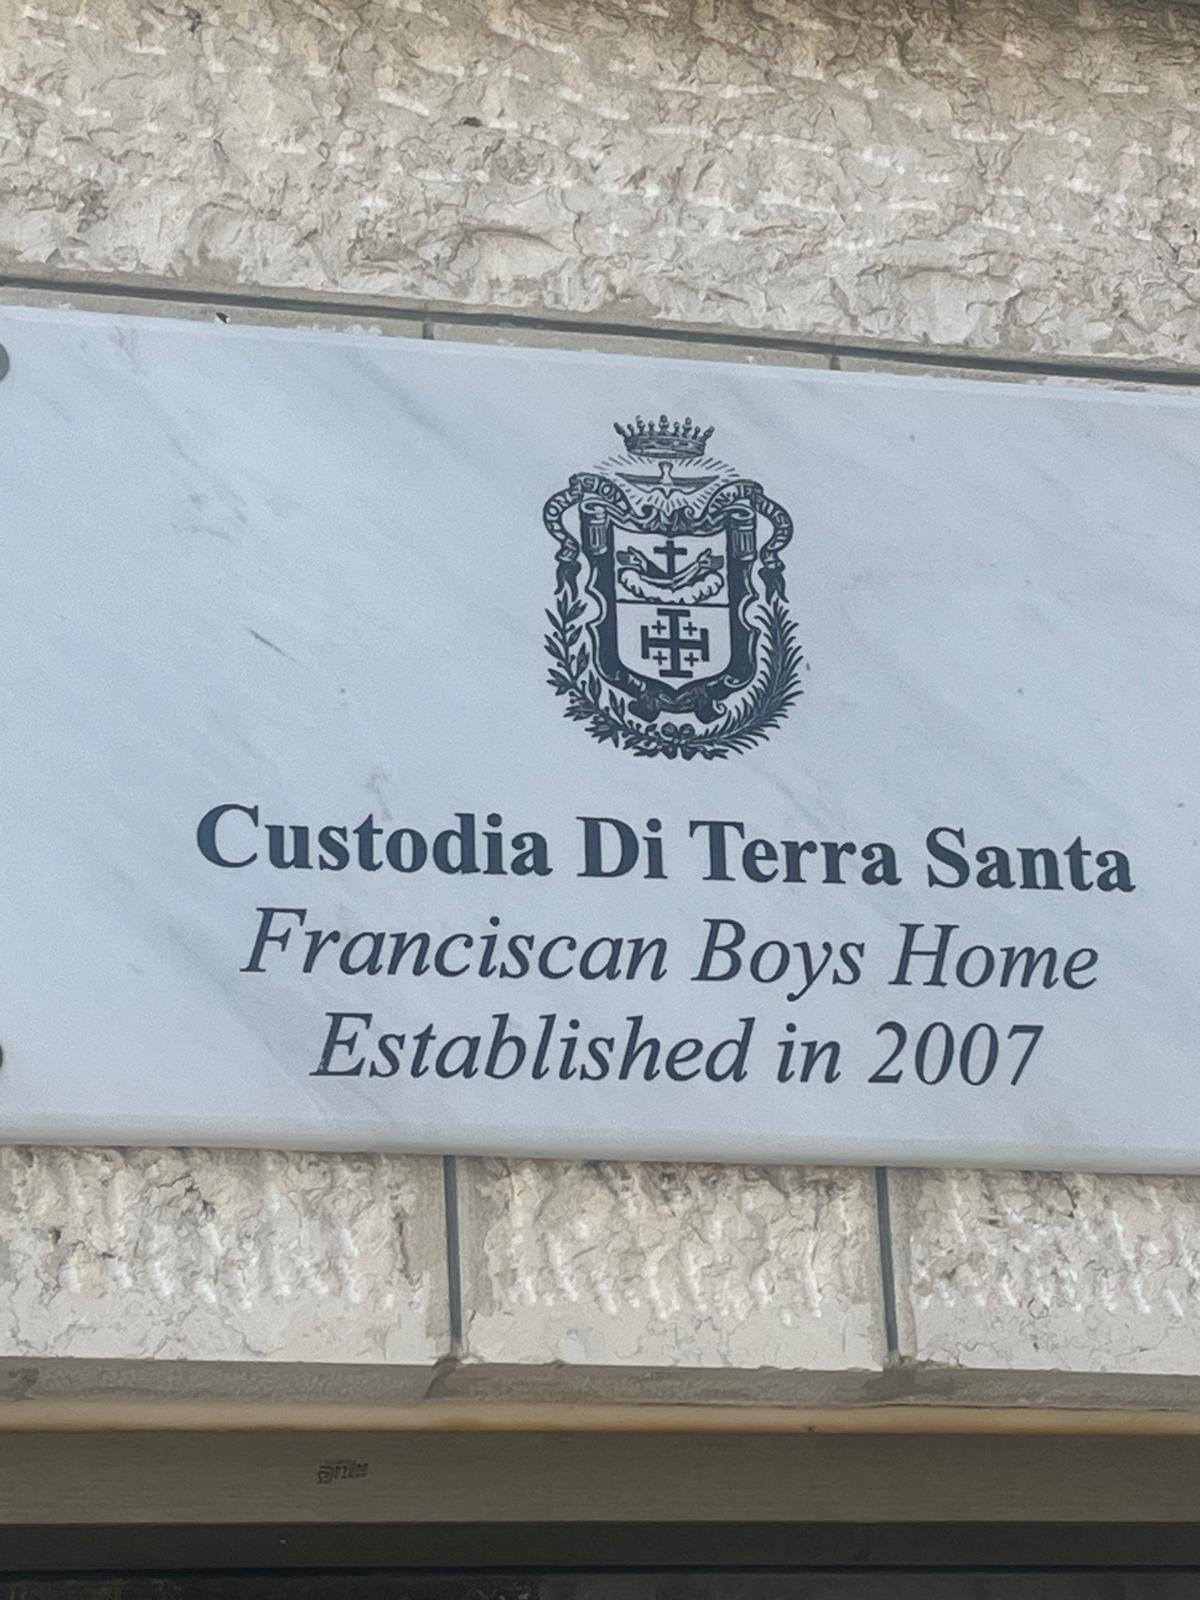 Custodia Di Terra Santa
Franciscan Boys Home
Established in 2007